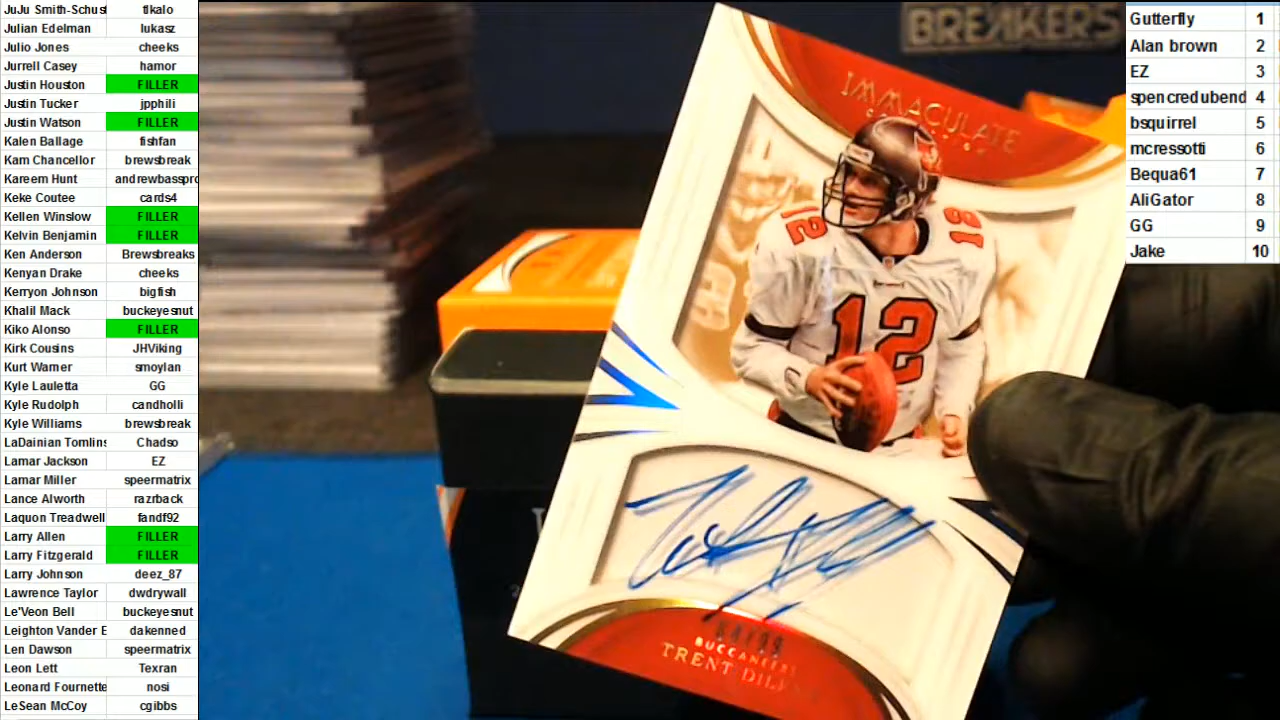 JuJu Smith-Schust tlkalo
Julian Edelman lukasz
Julio Jones cheeks
Jurrell Casey hamor
Justin Houston FILLER
Justin Tucker jpphili
Justin Watson FILLER
Kalen Ballage fishfan
Kam Chancellor brewsbreak
Kareem Hunt andrewbasspro
Keke Coutee cards4
Kellen Winslow FILLER
Kelvin Benjamin FILLER
Ken Anderson Brewsbreaks
Kenyan Drake cheeks
Kerryon Johnson bigfish
Khalil Mack buckeyesnut
Kiko Alonso FILLER
Kirk Cousins JHViking
Kurt Warner smoylan
Kyle Lauletta GG
Kyle Rudolph candholli
Kyle Williams brewsbreak
LaDainian Tomlins Chadso
Lamar Jackson EZ
Lamar Miller speermatrix
Lance Alworth razrback
Laquon Treadwell fandf92
Larry Allen FILLER
Larry Fitzgerald FILLER
Larry Johnson deez_87
Lawrence Taylor dwdrywall
Le'Veon Bell buckeyesnut
Leighton Vander E dakenned
Len Dawson speermatrix
Leon Lett Texran
Leonard Fournette nosi
LeSean McCoy cgibbs
BREAKERS
IMMACULATE
12 12
12
BUCCANEERS
TRENT DILF
Gutterfly 1
Alan brown 2
EZ 3
spencredubend 4
bsquirrel 5
mcressotti 6
Bequa61 7
AliGator 8
GG 9
Jake 10